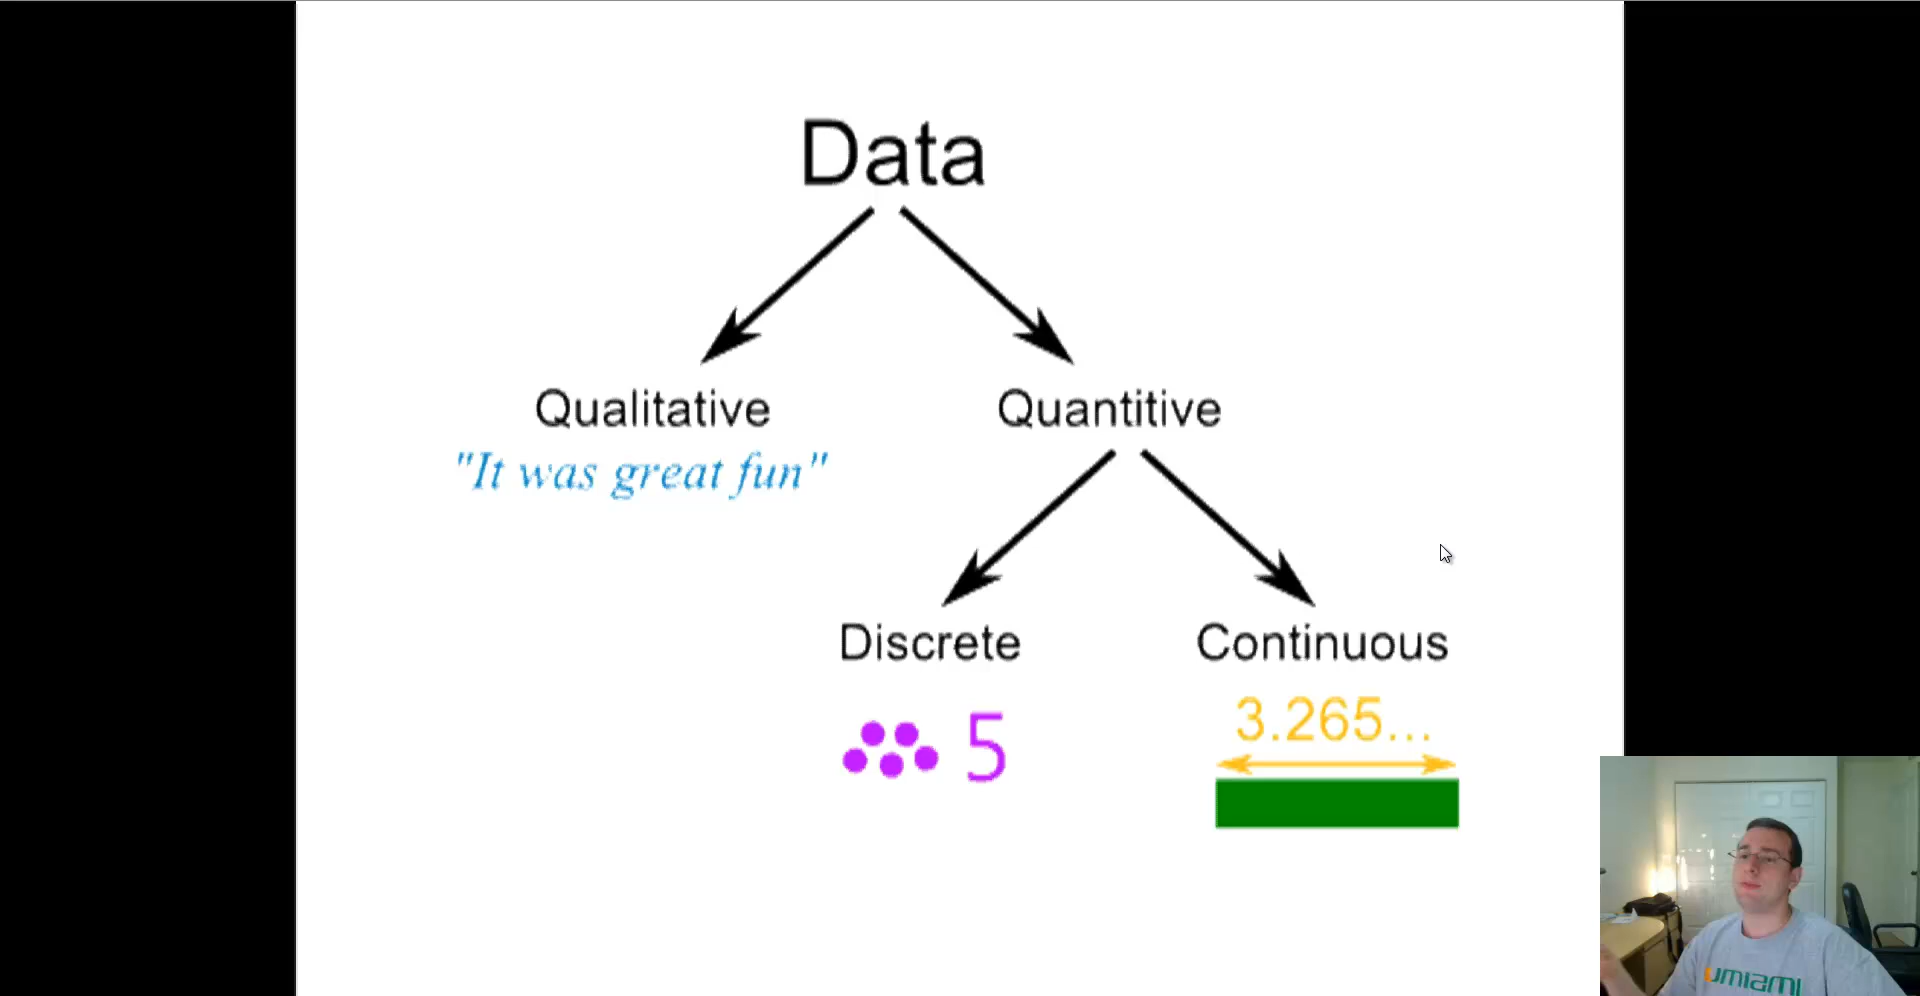 Data
Qualitative
Quantitive
"It was great fun"
Discrete
Continuous
5
3.265...
UMIAMI